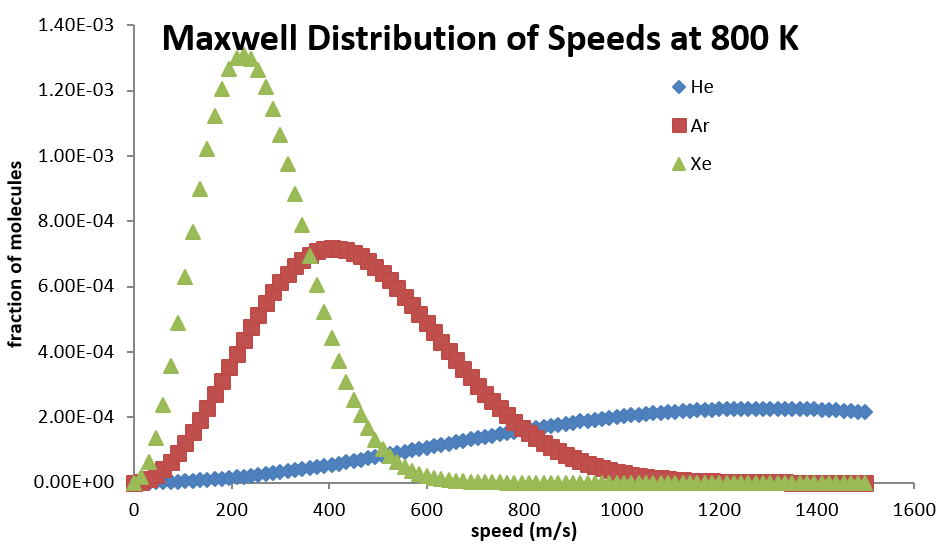 Maxwell Distribution of Speeds at 800 K
1.40E-03
1.20E-03
1.00E-03
8.00E-04
6.00E-04
4.00E-04
2.00E-04
0.00E+00
fraction of molecules
He
Ar
Xe
0 200 400 600 800 1000 1200 1400 1600
speed (m/s)